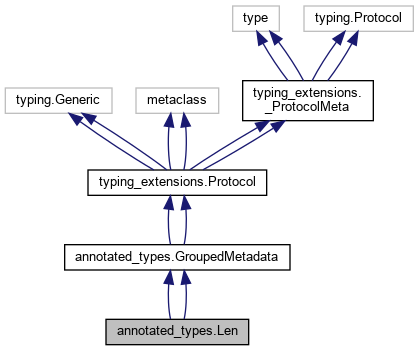 type
typing.Protocol
typing_extensions.
_ProtocolMeta
typing.Generic
metaclass
typing_extensions.Protocol
annotated_types.GroupedMetadata
annotated_types.Len